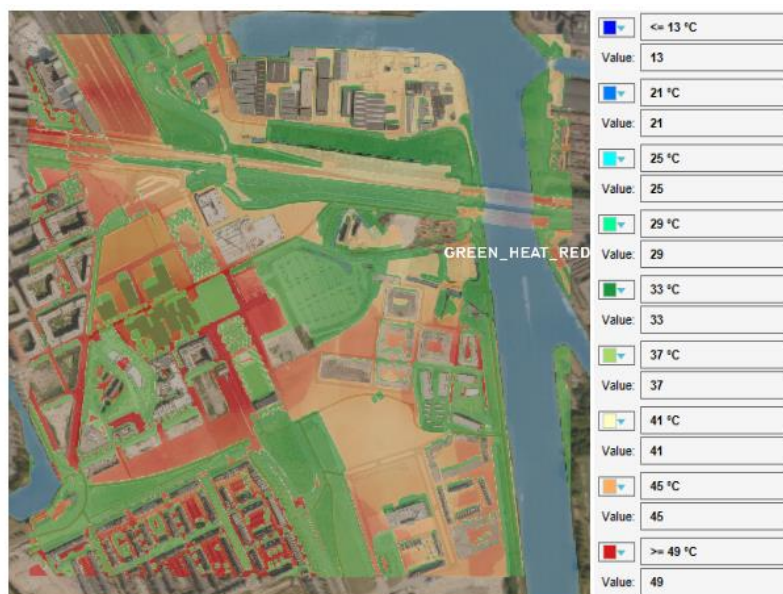 <= 13 °C
Value: 13
21 °C
Value: 21
25 °C
Value: 25
29 °C
Value: 29
GREEN_HEAT_RED
33 °C
Value: 33
37 °C
Value: 37
41 °C
Value: 41
45 °C
Value: 45
>= 49 °C
Value: 49